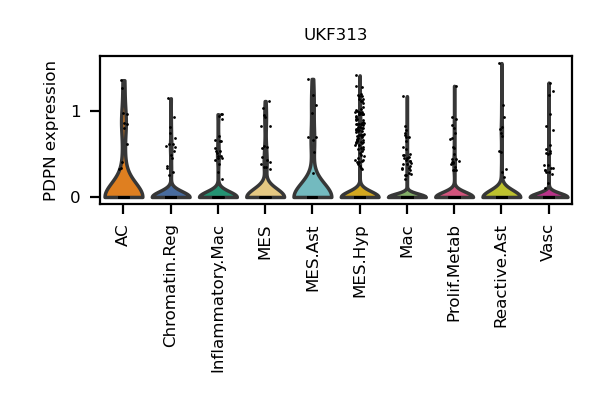 UKF313
PDPN expression
1
0
AC
Chromatin.Reg
Inflammatory.Mac
MES
MES.Ast
MES.Hyp
Mac
Prolif.Metab
Reactive.Ast
Vasc